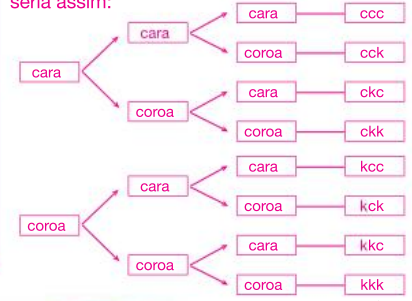 seria assim:
cara ccc
cara
coroa cck
cara
cara ckc
coroa
coroa ckk
cara kcc
cara
coroa kck
coroa
cara kkc
coroa
coroa kkk